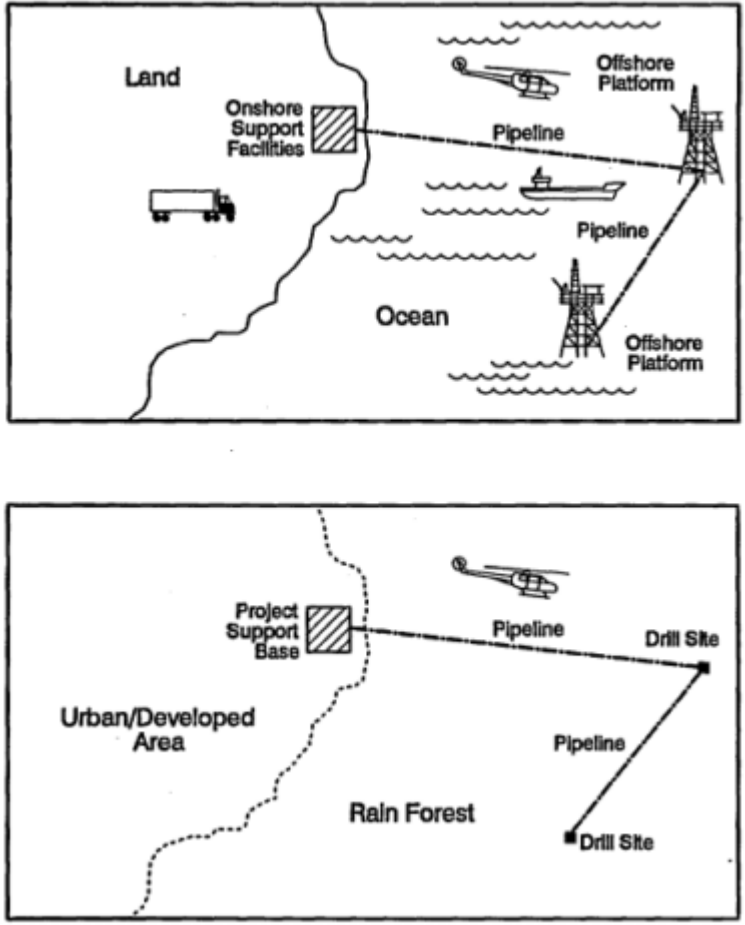 Land
Offshore
Platform
Onshore
Support
Facilities
Pipeline
Pipeline
Ocean
Offshore
Platform
Project
Support
Base
Pipeline
Drill Site
Urban/Developed
Area
Pipeline
Rain Forest
Drill Site